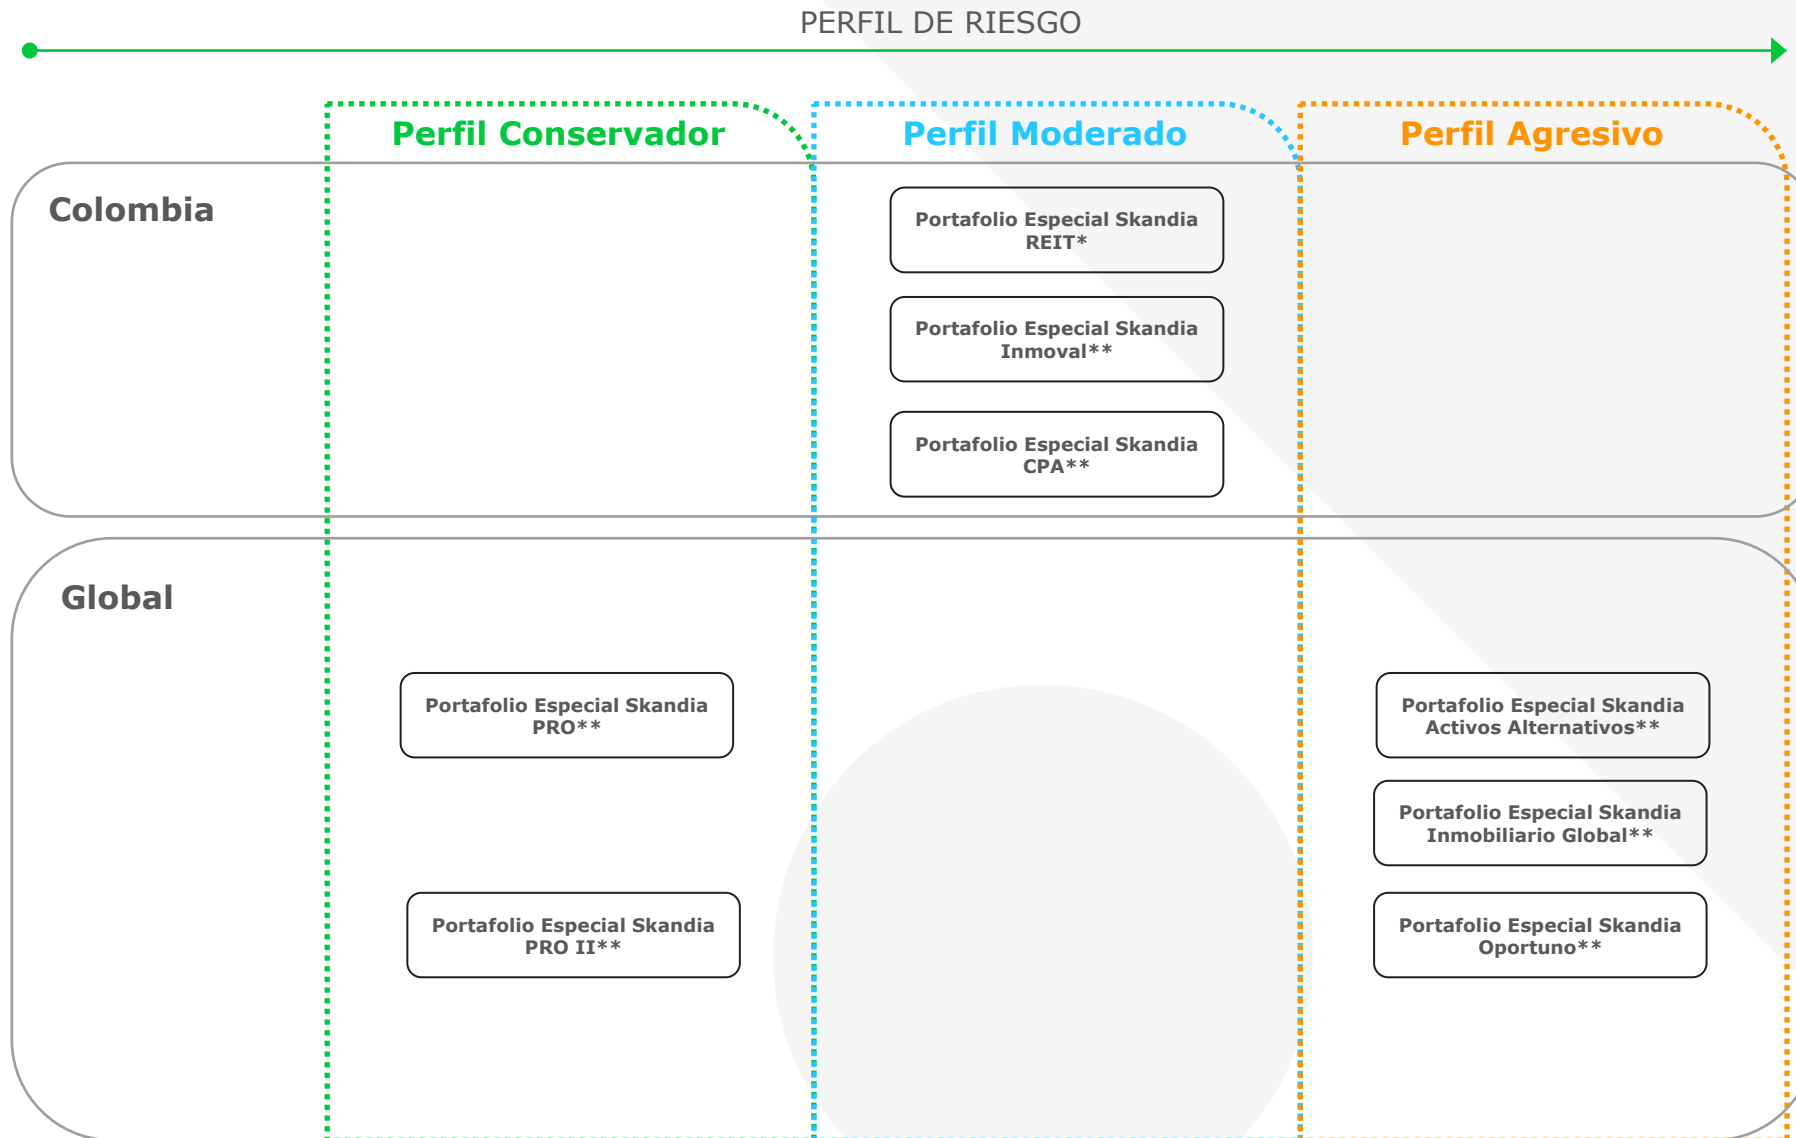 PERFIL DE RIESGO
Perfil Conservador
Perfil Moderado
Perfil Agresivo
Colombia
Portafolio Especial Skandia
REIT*
Portafolio Especial Skandia
Inmoval**
Portafolio Especial Skandia
CPA**
Global
Portafolio Especial Skandia
PRO**
Portafolio Especial Skandia
Activos Alternativos**
Portafolio Especial Skandia
Inmobiliario Global**
Portafolio Especial Skandia
PRO II**
Portafolio Especial Skandia
Oportuno**